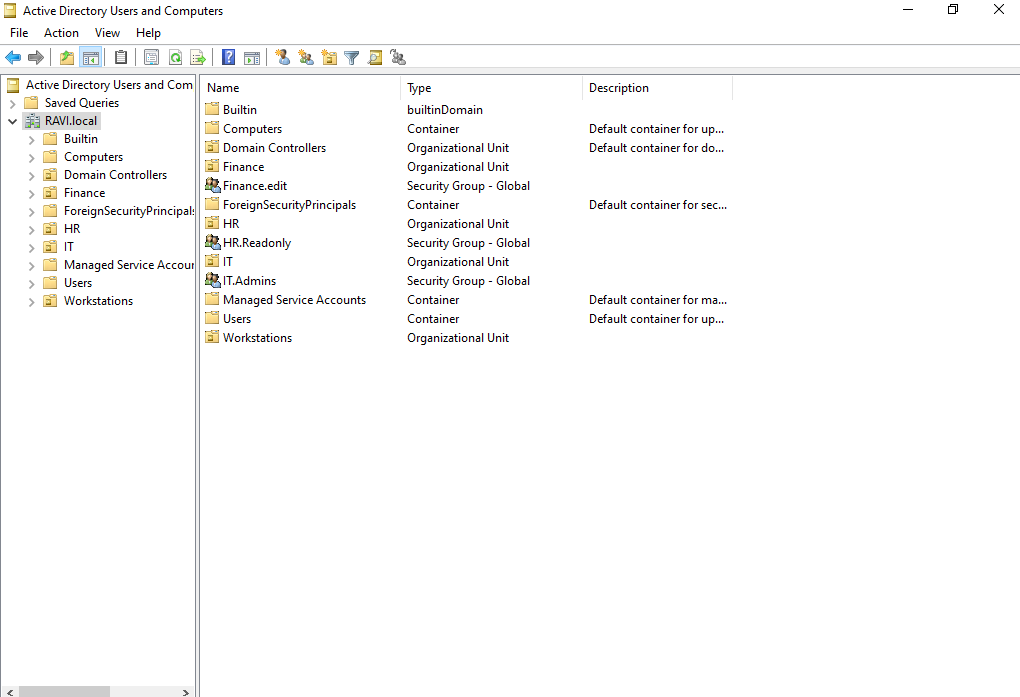 Active Directory Users and Computers
File Action View Help
Active Directory Users and Com
Saved Queries
RAVI.local
Builtin
Computers
Domain Controllers
Finance
ForeignSecurityPrincipals
HR
IT
Managed Service Accour
Users
Workstations
Name Type Description
Builtin builtinDomain
Computers Container Default container for up...
Domain Controllers Organizational Unit Default container for do...
Finance Organizational Unit
Finance.edit Security Group - Global
ForeignSecurityPrincipals Container Default container for sec...
HR Organizational Unit
HR.Readonly Security Group - Global
IT Organizational Unit
IT.Admins Security Group - Global
Managed Service Accounts Container Default container for ma...
Users Container Default container for up...
Workstations Organizational Unit